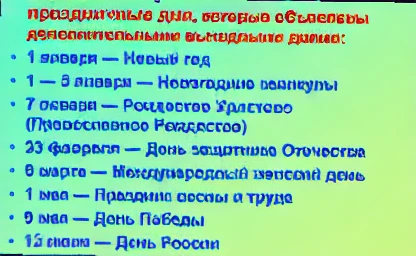 праздничные дни, которые объявлены
дополнительными выходными днями:
• 1 января — Новый год
• 1 — 8 января — Новогодние каникулы
• 7 января — Рождество Христово
(Православное Рождество)
• 23 февраля — День защитника Отечества
• 8 марта — Международный женский день
• 1 мая — Праздник весны и труда
• 9 мая — День Победы
• 12 июня — День России